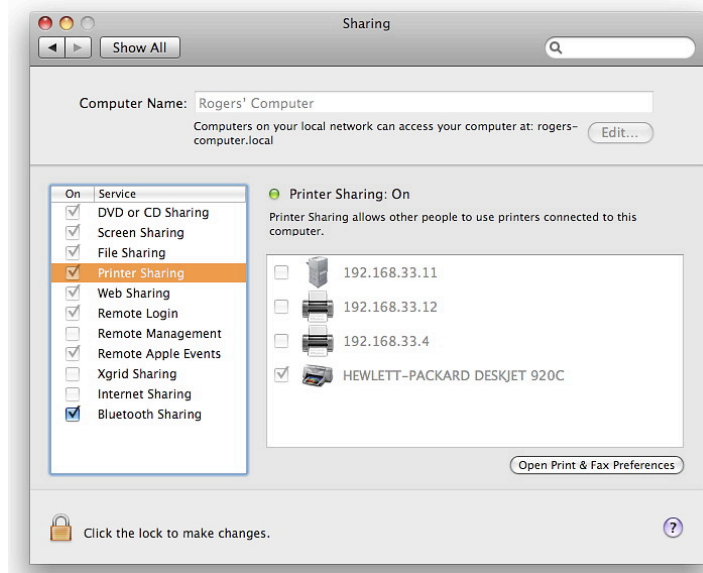 Sharing
Show All
Computer Name: Rogers' Computer
Computers on your local network can access your computer at: rogers-
computer.local
Edit...
On Service
DVD or CD Sharing
Screen Sharing
File Sharing
Printer Sharing
Web Sharing
Remote Login
Remote Management
Remote Apple Events
Xgrid Sharing
Internet Sharing
Bluetooth Sharing
Printer Sharing: On
Printer Sharing allows other people to use printers connected to this
computer.
192.168.33.11
192.168.33.12
192.168.33.4
HEWLETT-PACKARD DESKJET 920C
Open Print & Fax Preferences
Click the lock to make changes.
?